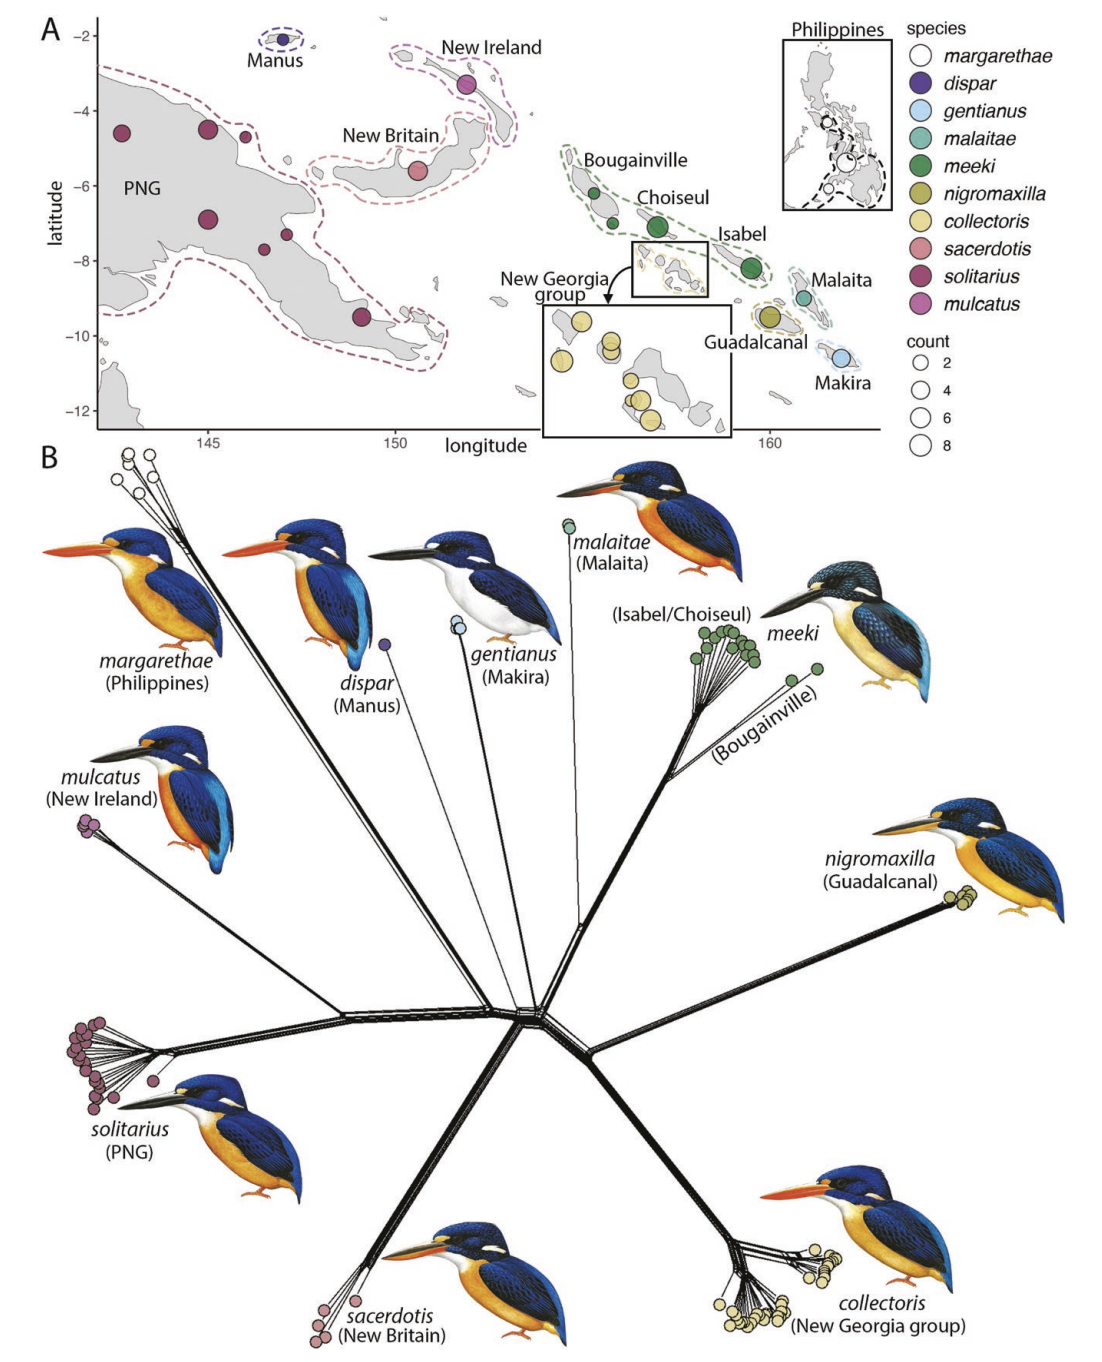 A
−2
−4
−6
−8
−10
−12
latitude
145
150
longitude
160
Manus
New Ireland
New Britain
PNG
Bougainville
Choiseul
Isabel
New Georgia
group
Malaita
Guadalcanal
Makira
Philippines
species
margarethae
dispar
gentianus
malaitae
meeki
nigromaxilla
collectoris
sacerdotis
solitarius
mulcatus
count
2
4
6
8
B
margarethae
(Philippines)
dispar
(Manus)
gentianus
(Makira)
malaitae
(Malaita)
(Isabel/Choiseul)
meeki
(Bougainville)
mulcatus
(New Ireland)
nigromaxilla
(Guadalcanal)
solitarius
(PNG)
sacerdotis
(New Britain)
collectoris
(New Georgia group)